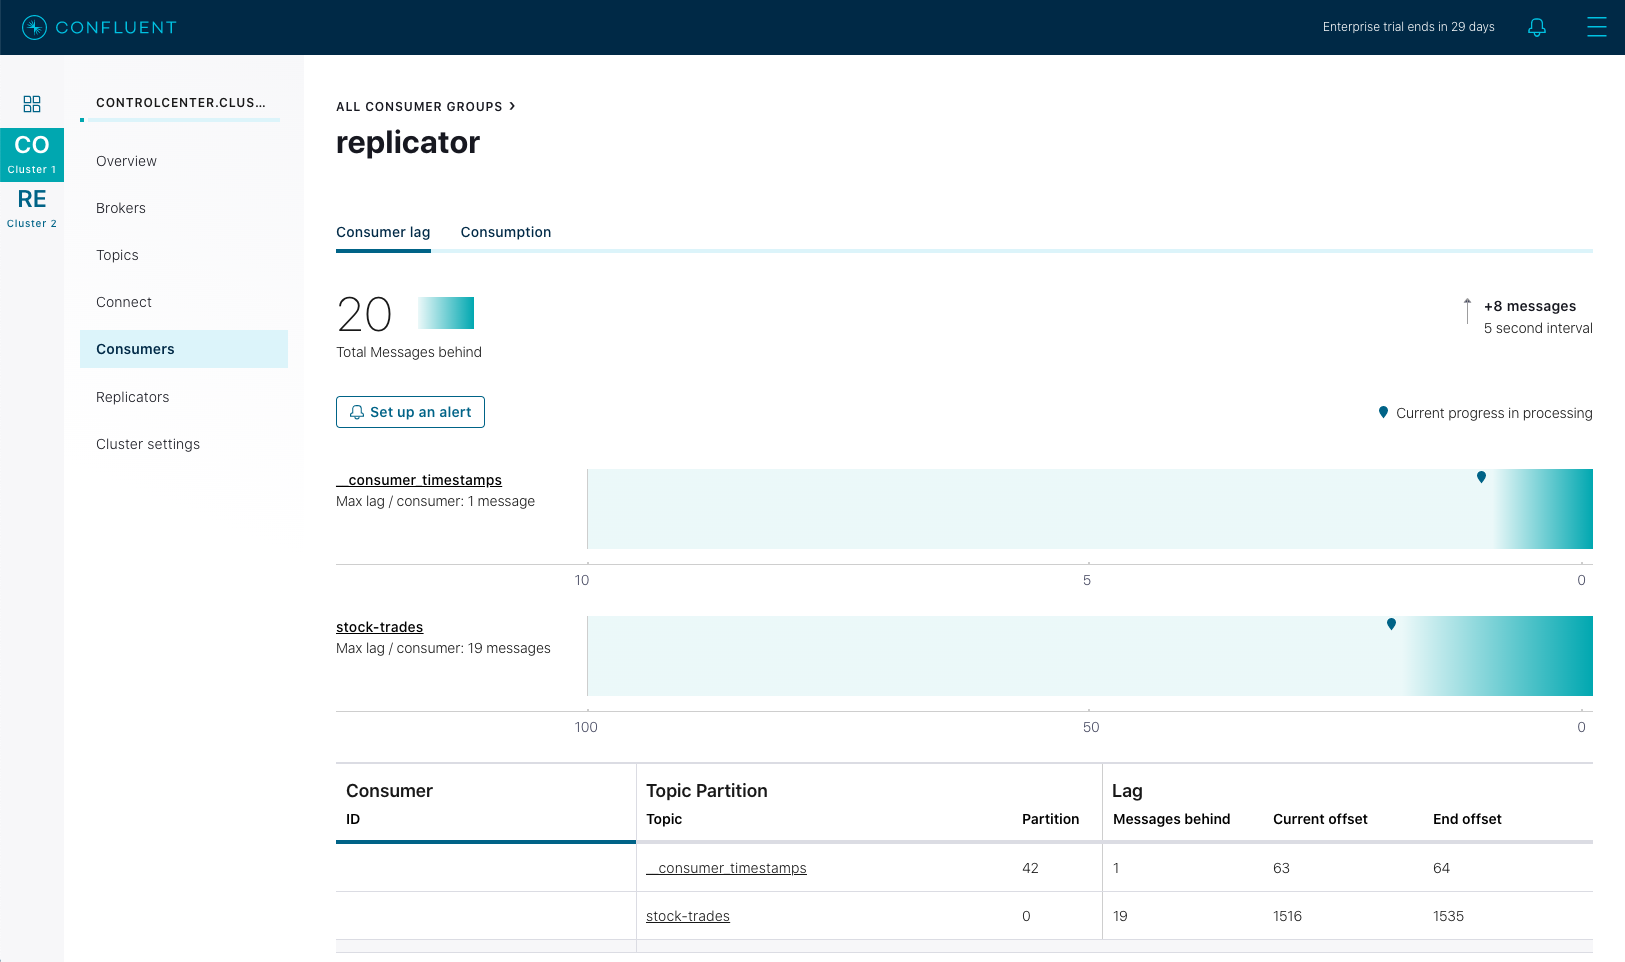 CONFLUENT
Enterprise trial ends in 29 days
CO
Cluster 1
RE
Cluster 2
CONTROLCENTER.CLUS...
Overview
Brokers
Topics
Connect
Consumers
Replicators
Cluster settings
ALL CONSUMER GROUPS >
replicator
Consumer lag Consumption
20
Total Messages behind
+8 messages
5 second interval
Set up an alert
Current progress in processing
__consumer_timestamps
Max lag / consumer: 1 message
10 5 0
stock-trades
Max lag / consumer: 19 messages
100 50 0
Consumer Topic Partition Lag
ID Topic Partition Messages behind Current offset End offset
__consumer_timestamps 42 1 63 64
stock-trades 0 19 1516 1535